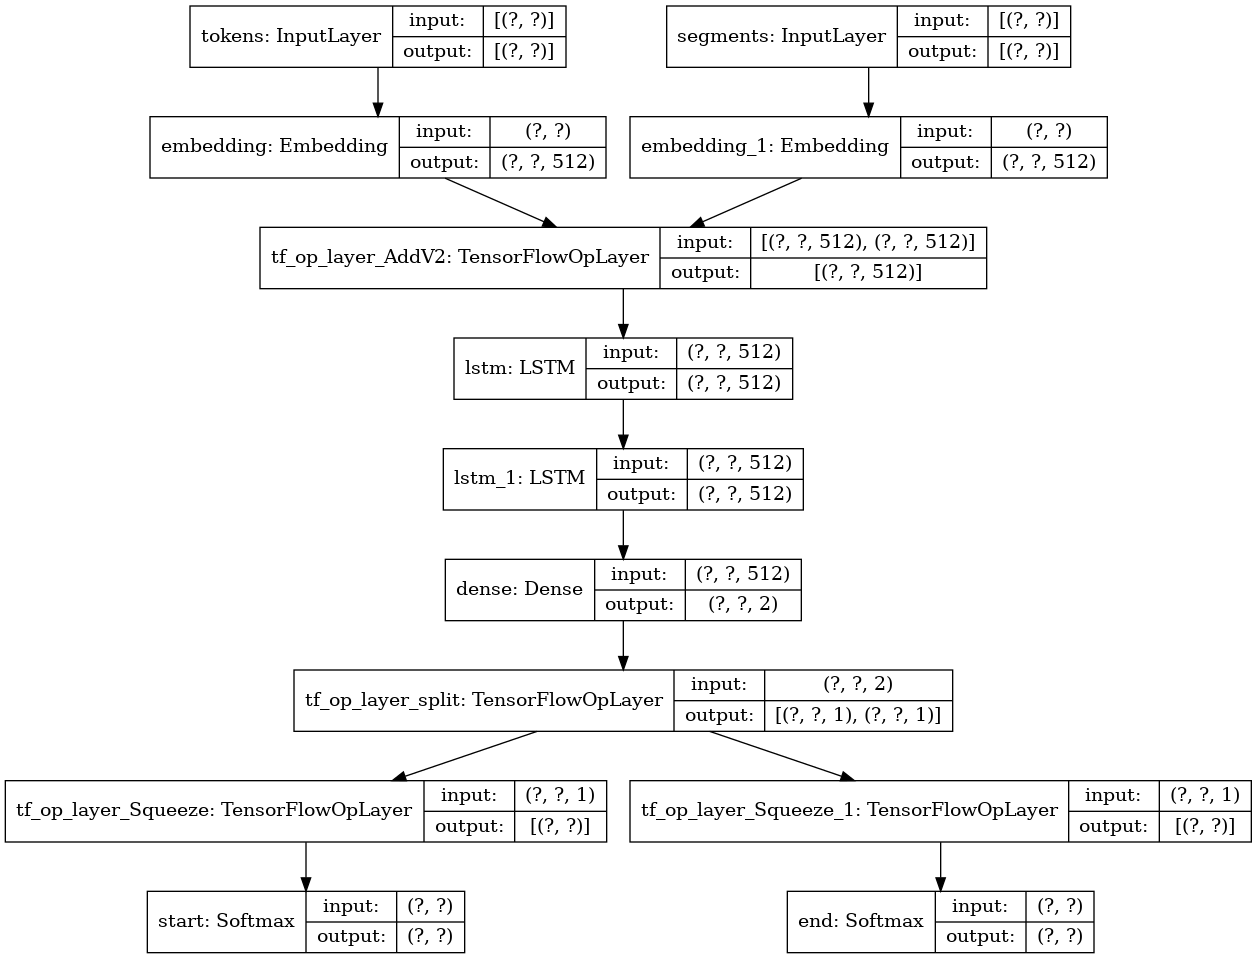 tokens: InputLayer input: [(?, ?)] output: [(?, ?)]
segments: InputLayer input: [(?, ?)] output: [(?, ?)]
embedding: Embedding input: (?, ?) output: (?, ?, 512)
embedding_1: Embedding input: (?, ?) output: (?, ?, 512)
tf_op_layer_AddV2: TensorFlowOpLayer input: [(?, ?, 512), (?, ?, 512)] output: [(?, ?, 512)]
lstm: LSTM input: (?, ?, 512) output: (?, ?, 512)
lstm_1: LSTM input: (?, ?, 512) output: (?, ?, 512)
dense: Dense input: (?, ?, 512) output: (?, ?, 2)
tf_op_layer_split: TensorFlowOpLayer input: (?, ?, 2) output: [(?, ?, 1), (?, ?, 1)]
tf_op_layer_Squeeze: TensorFlowOpLayer input: (?, ?, 1) output: [(?, ?)]
tf_op_layer_Squeeze_1: TensorFlowOpLayer input: (?, ?, 1) output: [(?, ?)]
start: Softmax input: (?, ?) output: (?, ?)
end: Softmax input: (?, ?) output: (?, ?)